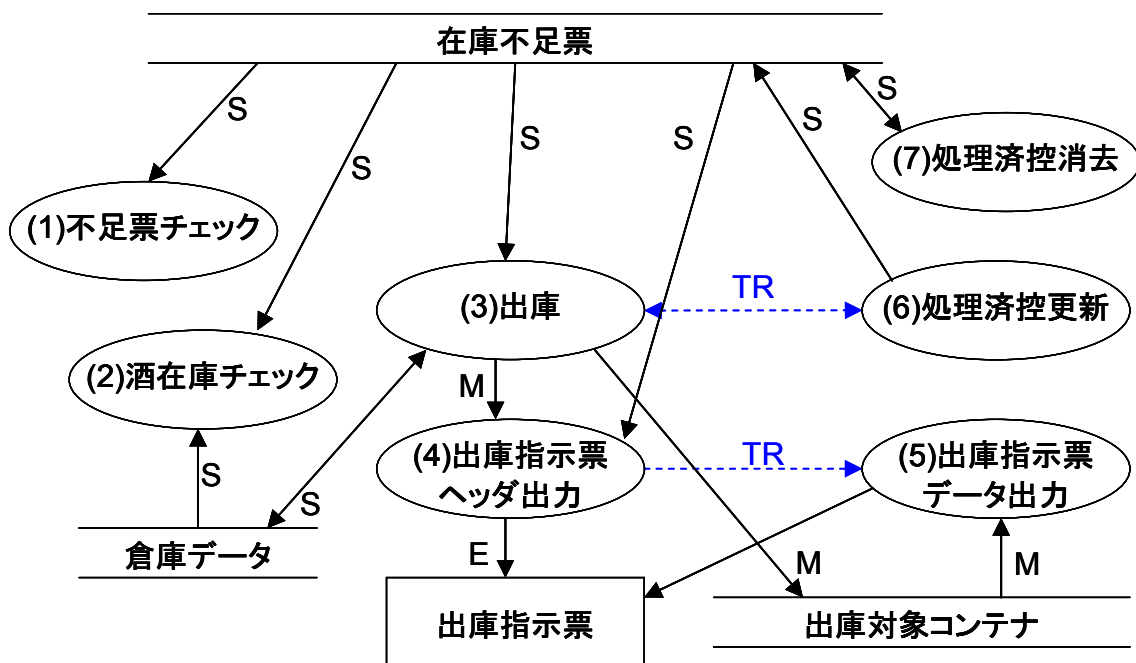 在庫不足票
S
S
S
S
S
S
(7)処理済控消去
(1)不足票チェック
(3)出庫
TR
(6)処理済控更新
(2)酒在庫チェック
M
(4)出庫指示票
ヘッダ出力
TR
(5)出庫指示票
データ出力
S
S
倉庫データ
E
M
M
出庫指示票
出庫対象コンテナ